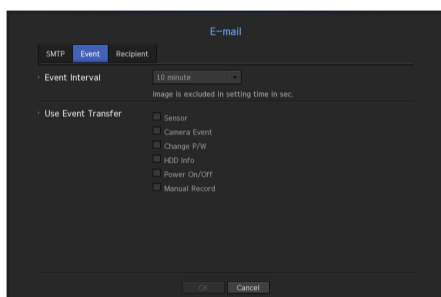 E-mail
SMTP Event Recipient
Event Interval 10 minute
Image is excluded in setting time in sec.
Use Event Transfer Sensor
Camera Event
Change P/W
HDD Info
Power On/Off
Manual Record
OK Cancel